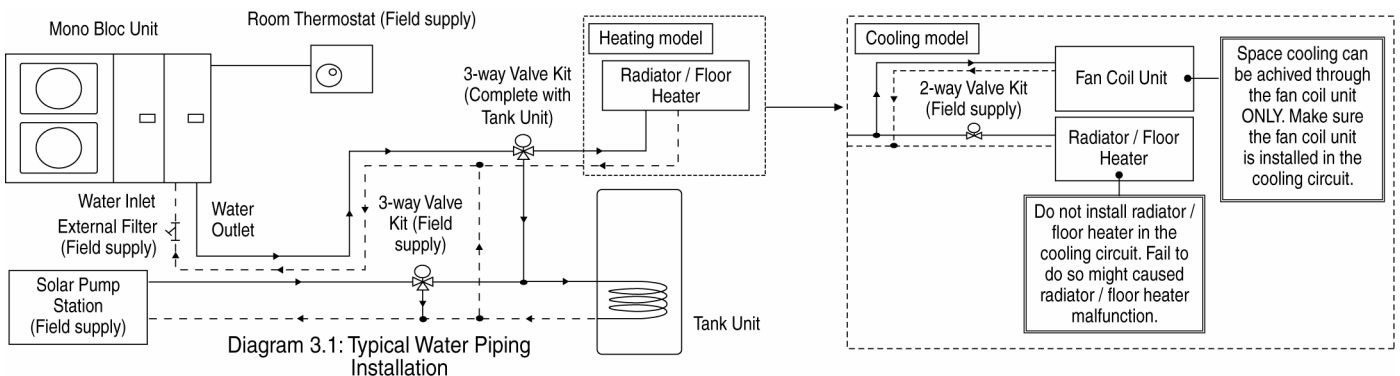 Mono Bloc Unit
Room Thermostat (Field supply)
3-way Valve Kit
(Complete with
Tank Unit)
Heating model
Radiator / Floor
Heater
Water Inlet
External Filter
(Field supply)
Water
Outlet
3-way Valve
Kit (Field
supply)
Solar Pump
Station
(Field supply)
Tank Unit
Diagram 3.1: Typical Water Piping
Installation
Cooling model
2-way Valve Kit
(Field supply)
Fan Coil Unit
Radiator / Floor
Heater
Space cooling can
be achived through
the fan coil unit
ONLY. Make sure
the fan coil unit
is installed in the
cooling circuit.
Do not install radiator /
floor heater in the
cooling circuit. Fail to
do so might caused
radiator / floor heater
malfunction.